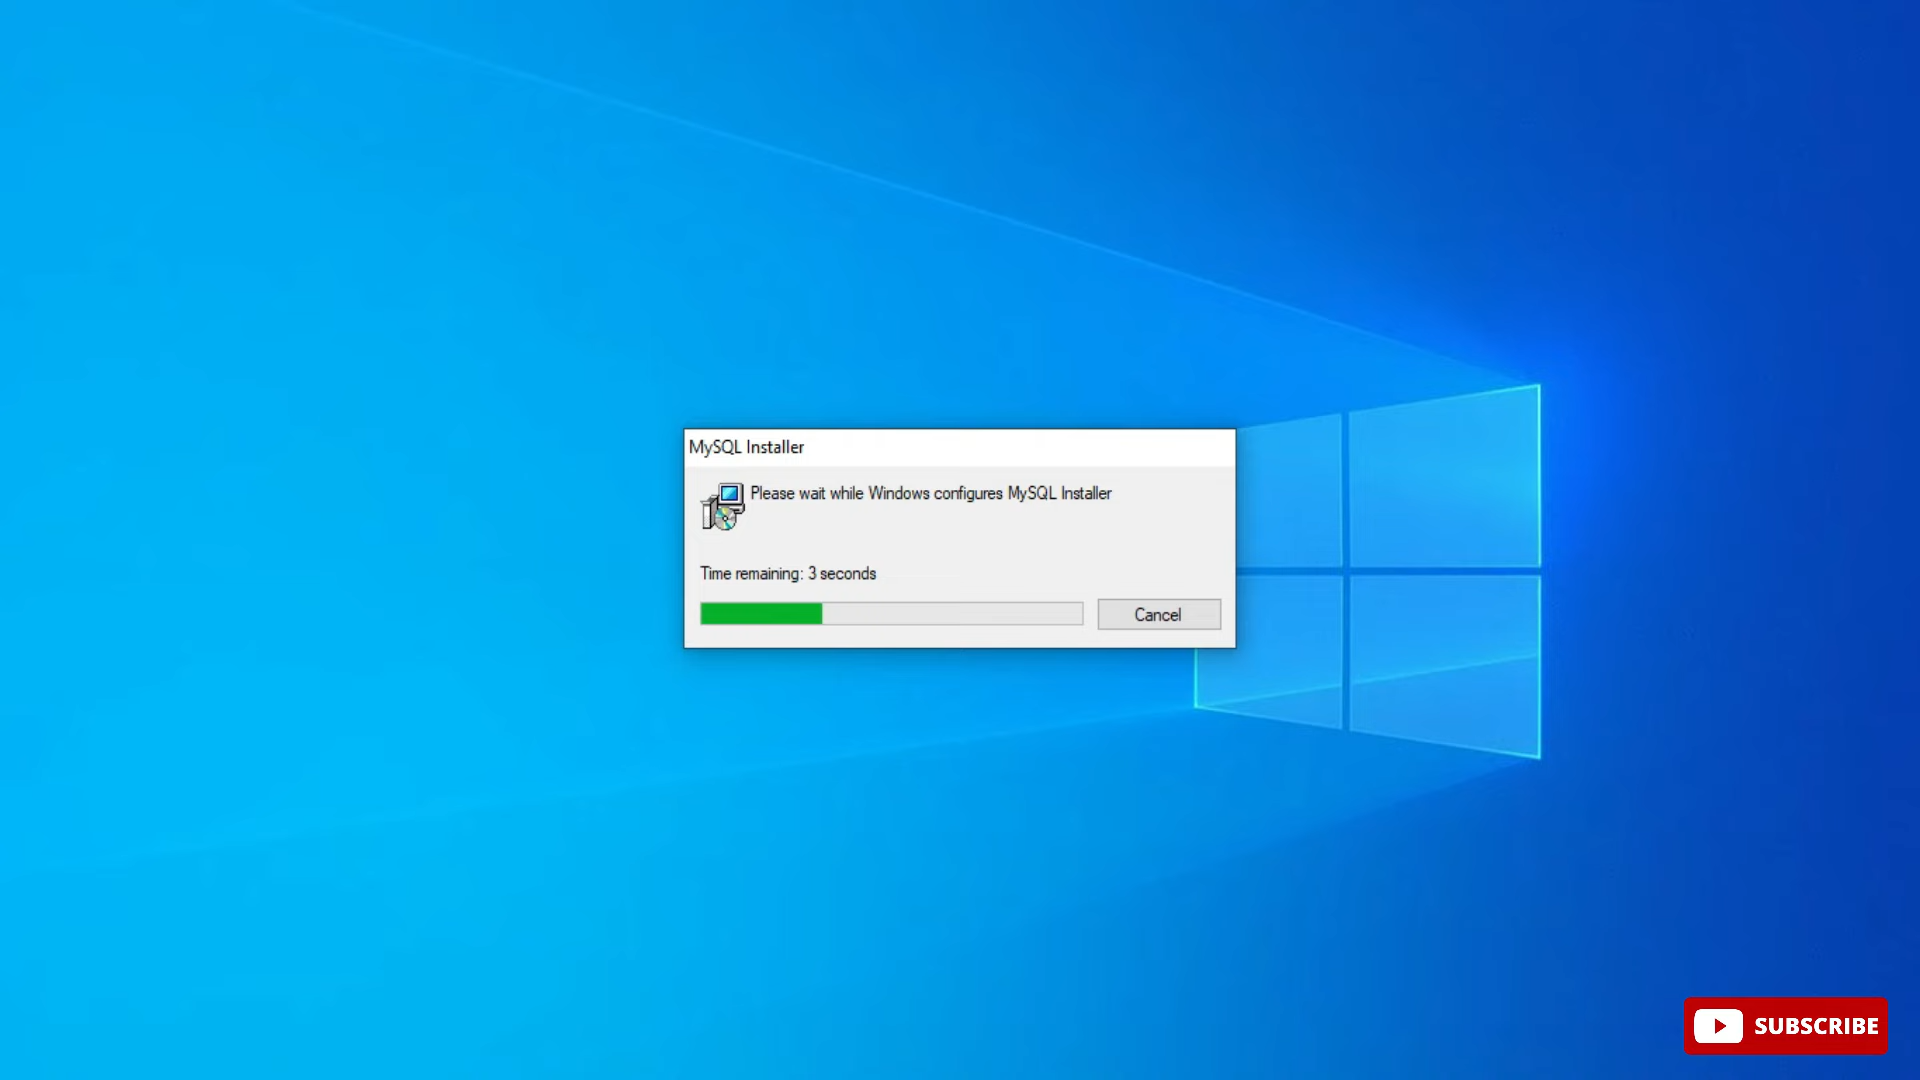 MySQL Installer
Please wait while Windows configures MySQL Installer
Time remaining: 3 seconds
Cancel
SUBSCRIBE